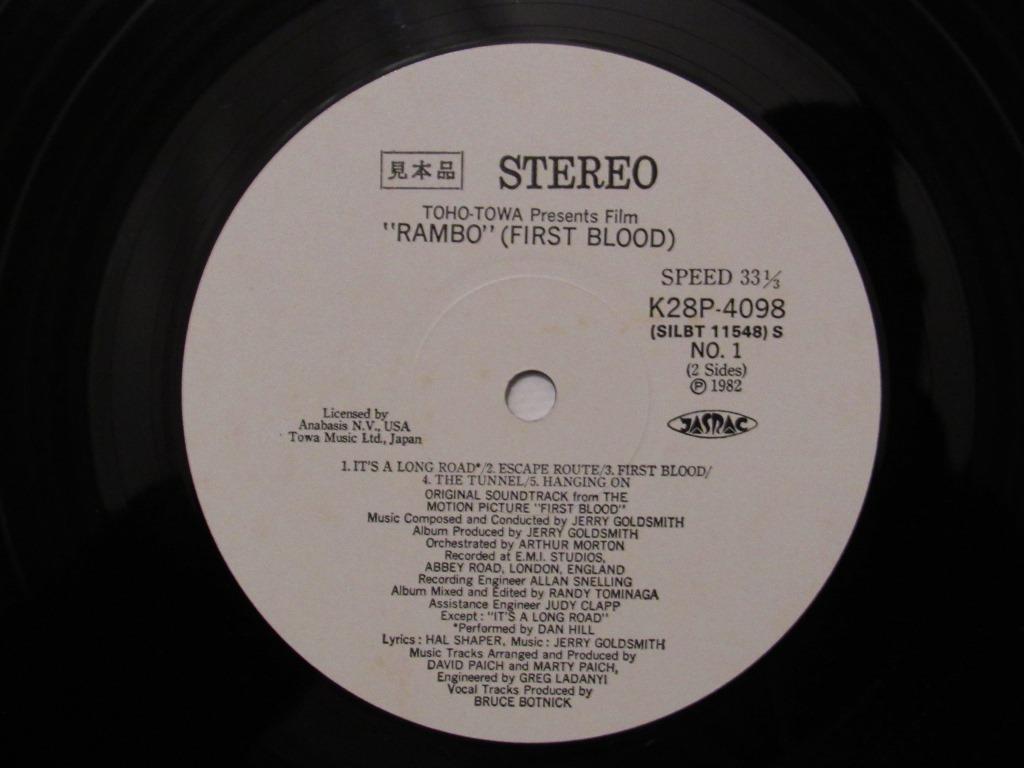 見本品 STEREO
TOHO-TOWA Presents Film
"RAMBO" (FIRST BLOOD)
SPEED 33⅓
K28P-4098
(SILBT 11548) S
NO. 1
(2 Sides)
Ⓟ 1982
JASRAC
Licensed by
Anabasis N.V., USA
Towa Music Ltd., Japan
1. IT'S A LONG ROAD*/2. ESCAPE ROUTE/3. FIRST BLOOD/
4. THE TUNNEL/5. HANGING ON
ORIGINAL SOUNDTRACK from THE
MOTION PICTURE "FIRST BLOOD"
Music Composed and Conducted by JERRY GOLDSMITH
Album Produced by JERRY GOLDSMITH
Orchestrated by ARTHUR MORTON
Recorded at E.M.I. STUDIOS,
ABBEY ROAD, LONDON, ENGLAND
Recording Engineer ALLAN SNELLING
Album Mixed and Edited by RANDY TOMINAGA
Assistance Engineer JUDY CLAPP
Except : "IT'S A LONG ROAD"
*Performed by DAN HILL
Lyrics : HAL SHAPER, Music : JERRY GOLDSMITH
Music Tracks Arranged and Produced by
DAVID PAICH and MARTY PAICH,
Engineered by GREG LADANYI
Vocal Tracks Produced by
BRUCE BOTNICK